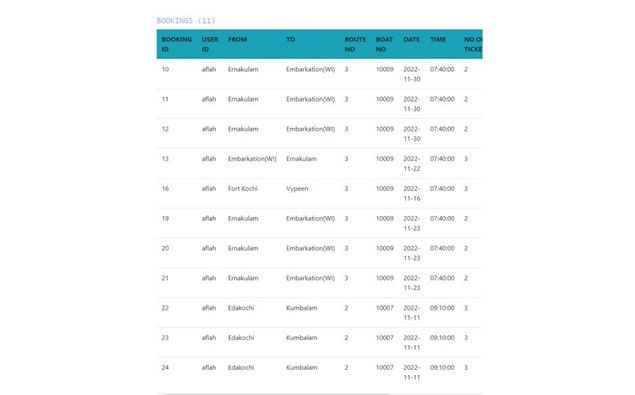 BOOKINGS (11)
BOOKING ID USER ID FROM TO ROUTE NO BOAT NO DATE TIME NO OF TICKE
10 aflah Ernakulam Embarkation(WI) 3 10009 2022-11-30 07:40:00 2
11 aflah Ernakulam Embarkation(WI) 3 10009 2022-11-30 07:40:00 2
12 aflah Ernakulam Embarkation(WI) 3 10009 2022-11-30 07:40:00 2
13 aflah Embarkation(WI) Ernakulam 3 10009 2022-11-22 07:40:00 3
16 aflah Fort Kochi Vypeen 3 10009 2022-11-16 07:40:00 3
19 aflah Ernakulam Embarkation(WI) 3 10009 2022-11-23 07:40:00 2
20 aflah Ernakulam Embarkation(WI) 3 10009 2022-11-23 07:40:00 2
21 aflah Ernakulam Embarkation(WI) 3 10009 2022-11-23 07:40:00 2
22 aflah Edakochi Kumbalam 2 10007 2022-11-11 09:10:00 3
23 aflah Edakochi Kumbalam 2 10007 2022-11-11 09:10:00 3
24 aflah Edakochi Kumbalam 2 10007 2022-11-11 09:10:00 3